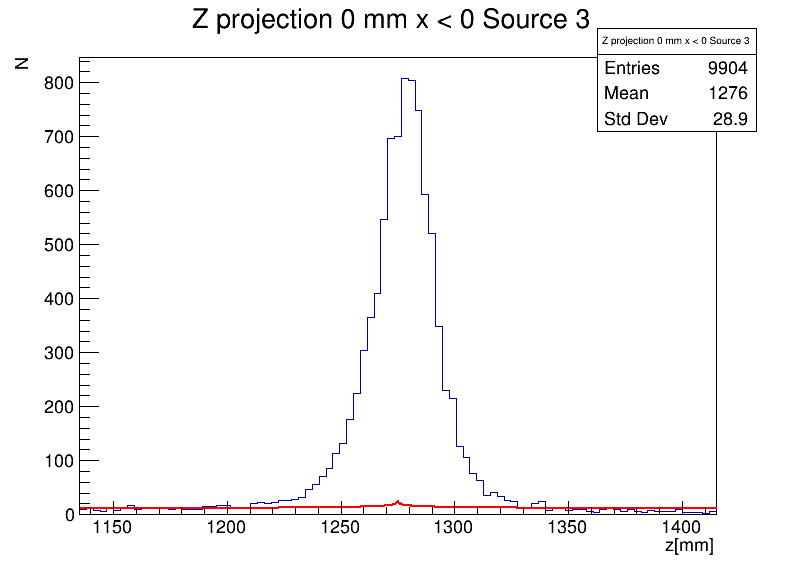 Z projection 0 mm x < 0 Source 3
Z projection 0 mm x < 0 Source 3
Entries 9904
Mean 1276
Std Dev 28.9
N
800
700
600
500
400
300
200
100
0
1150 1200 1250 1300 1350 1400
z[mm]